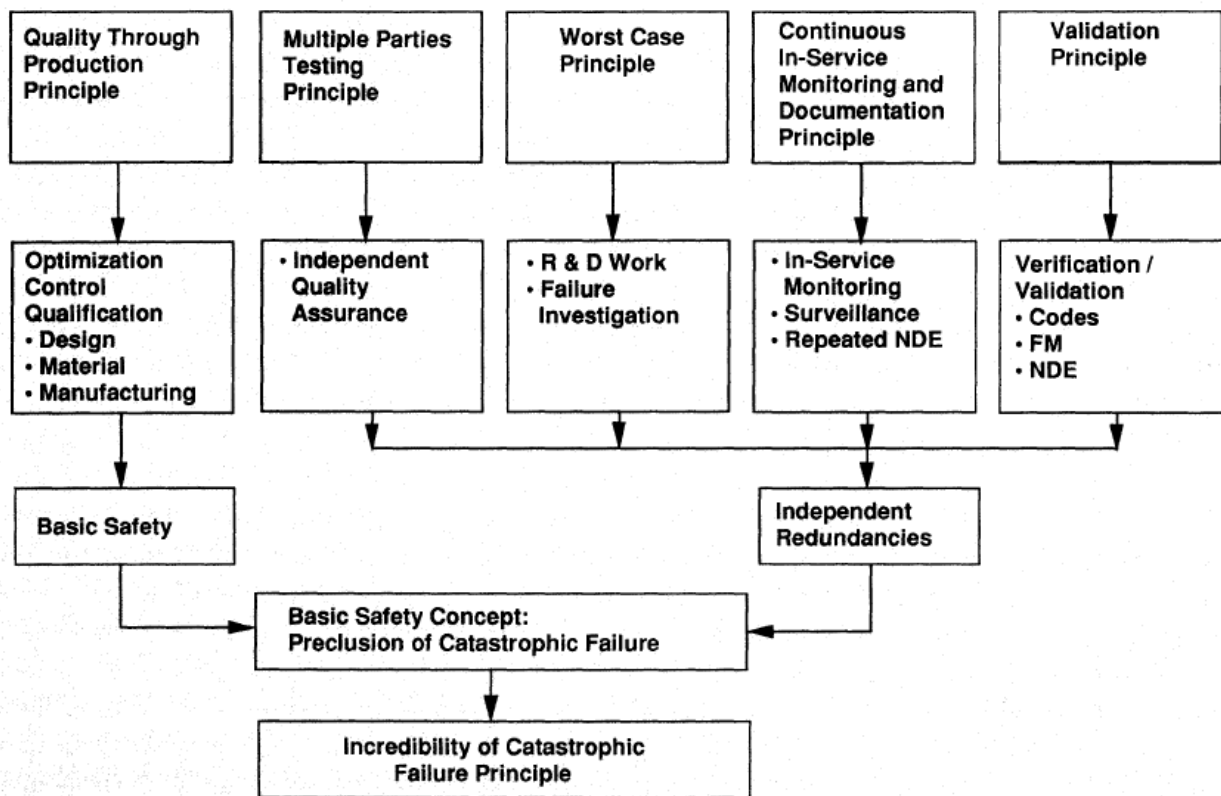 Quality Through
Production
Principle
Multiple Parties
Testing
Principle
Worst Case
Principle
Continuous
In-Service
Monitoring and
Documentation
Principle
Validation
Principle
Optimization
Control
Qualification
• Design
• Material
• Manufacturing
• Independent
Quality
Assurance
• R & D Work
• Failure
Investigation
• In-Service
Monitoring
• Surveillance
• Repeated NDE
Verification /
Validation
• Codes
• FM
• NDE
Basic Safety
Independent
Redundancies
Basic Safety Concept:
Preclusion of Catastrophic Failure
Incredibility of Catastrophic
Failure Principle